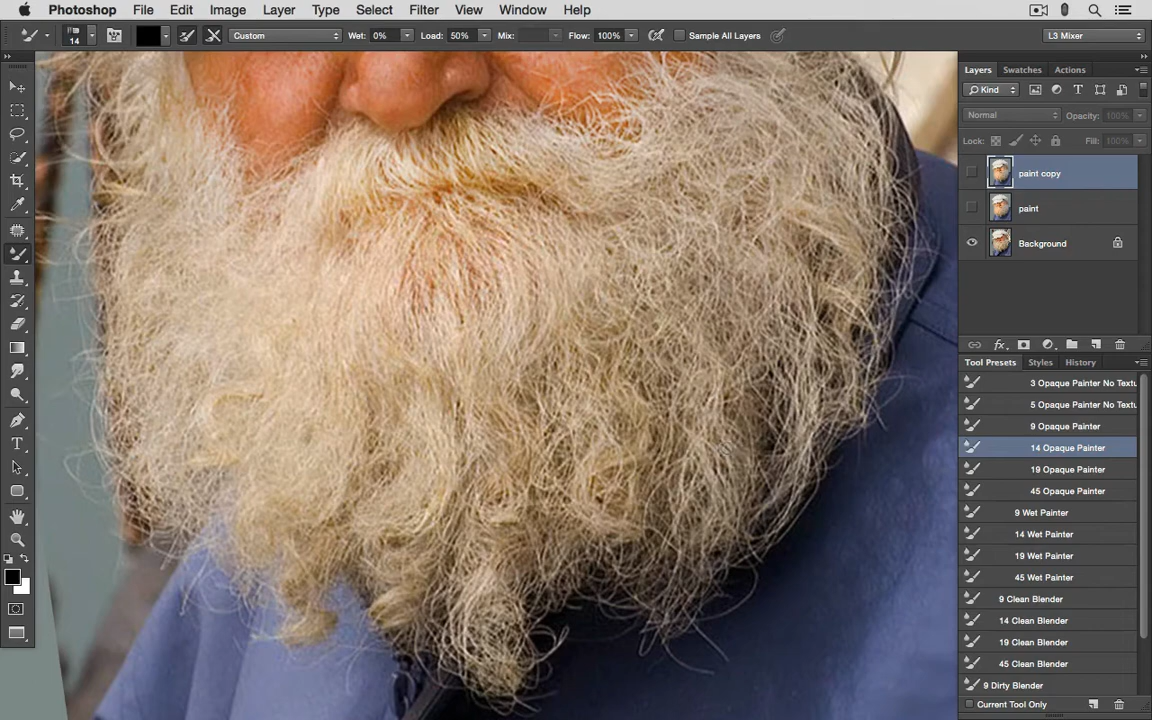 Photoshop File Edit Image Layer Type Select Filter View Window Help
14 Custom Wet: 0% Load: 50% Mix: Flow: 100% Sample All Layers L3 Mixer
Layers Swatches Actions
Kind
Normal Opacity: 100%
Lock: Fill: 100%
paint copy
paint
Background
Tool Presets Styles History
3 Opaque Painter No Textu
5 Opaque Painter No Textu
9 Opaque Painter
14 Opaque Painter
19 Opaque Painter
45 Opaque Painter
9 Wet Painter
14 Wet Painter
19 Wet Painter
45 Wet Painter
9 Clean Blender
14 Clean Blender
19 Clean Blender
45 Clean Blender
9 Dirty Blender
Current Tool Only